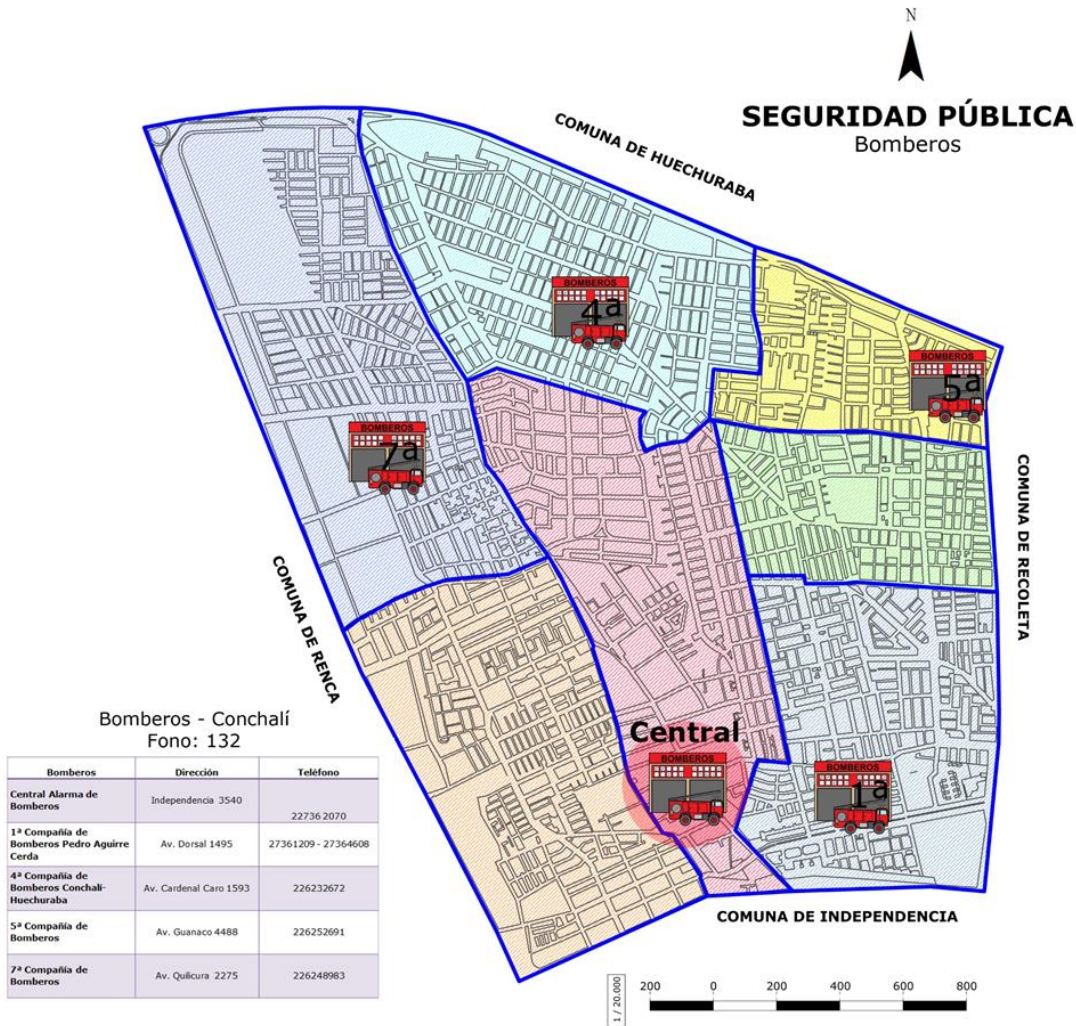 N
SEGURIDAD PÚBLICA
Bomberos
COMUNA DE HUECHURABA
BOMBEROS
4a
BOMBEROS
5a
BOMBEROS
7a
COMUNA DE RECOLETA
COMUNA DE RENCA
Central
BOMBEROS
BOMBEROS
1a
COMUNA DE INDEPENDENCIA
Bomberos - Conchalí
Fono: 132
Bomberos Dirección Teléfono
Central Alarma de
Bomberos Independencia 3540 22736 2070
1ª Compañía de
Bomberos Pedro Aguirre
Cerda Av. Dorsal 1495 27361209 - 27364608
4ª Compañía de
Bomberos Conchalí-
Huechuraba Av. Cardenal Caro 1593 226232672
5ª Compañía de
Bomberos Av. Guanaco 4488 226252691
7ª Compañía de
Bomberos Av. Quilicura 2275 226248983
1 / 20.000
200 0 200 400 600 800